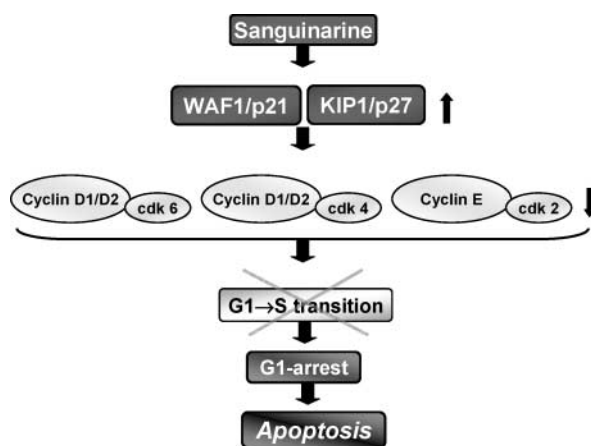 Sanguinarine
WAF1/p21 KIP1/p27
Cyclin D1/D2 cdk 6 Cyclin D1/D2 cdk 4 Cyclin E cdk 2
G1→S transition
G1-arrest
Apoptosis